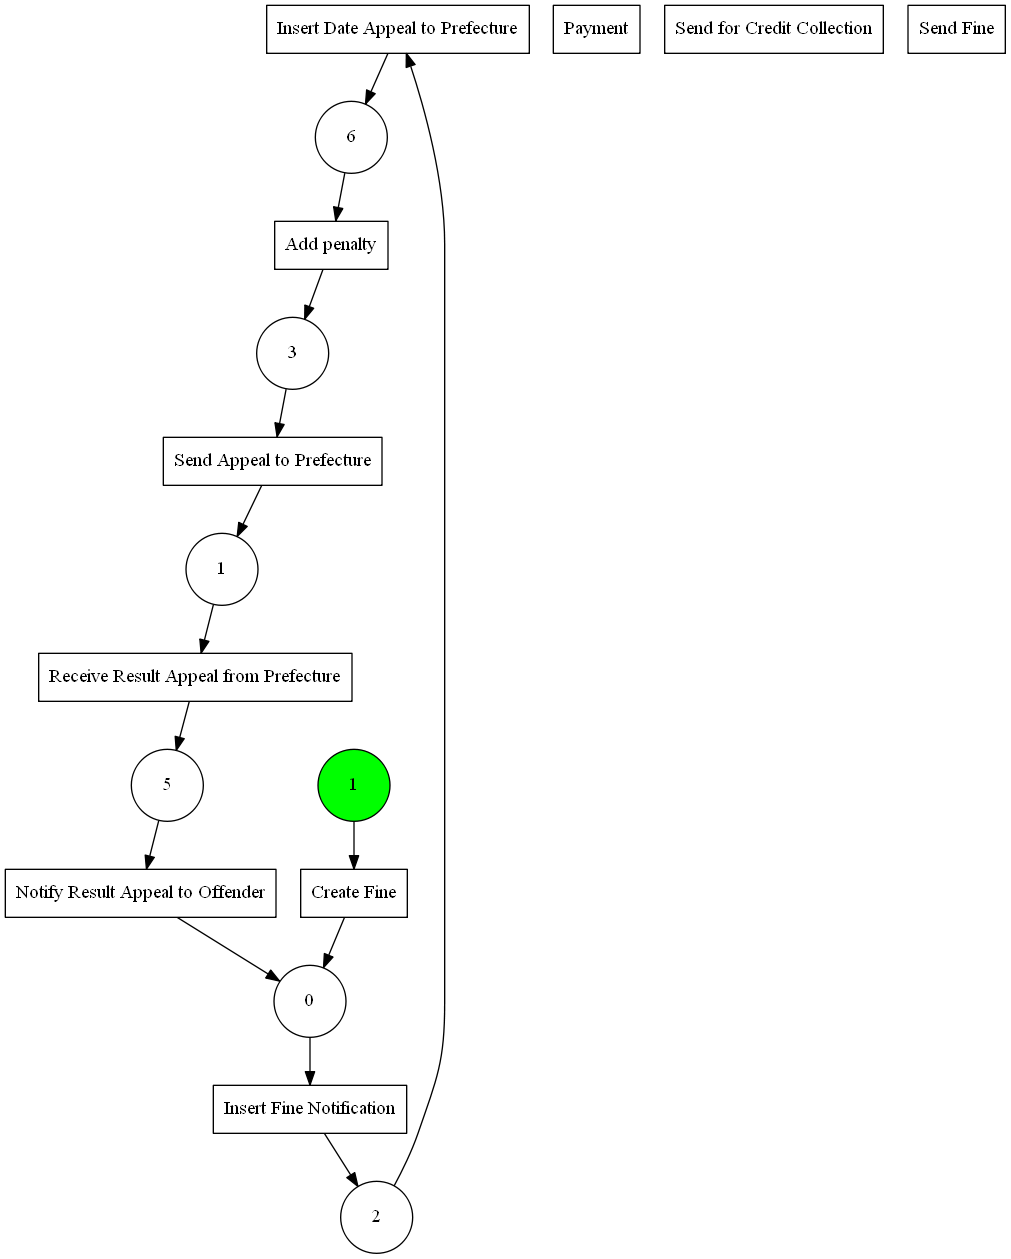 Insert Date Appeal to Prefecture
Payment
Send for Credit Collection
Send Fine
6
Add penalty
3
Send Appeal to Prefecture
1
Receive Result Appeal from Prefecture
5
1
Notify Result Appeal to Offender
Create Fine
0
Insert Fine Notification
2